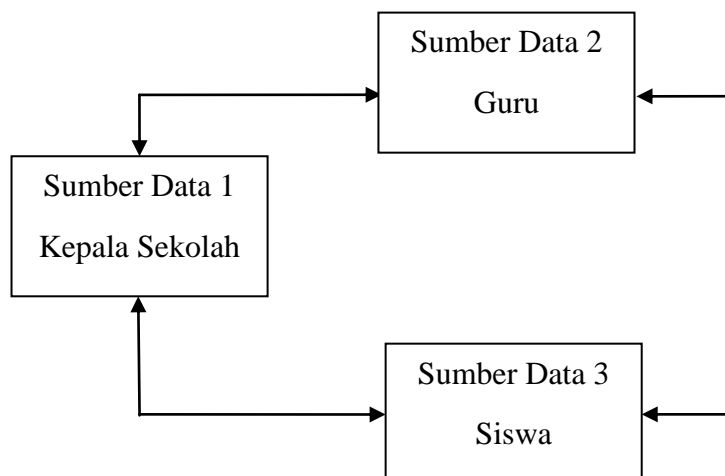 Sumber Data 2
Guru
Sumber Data 1
Kepala Sekolah
Sumber Data 3
Siswa